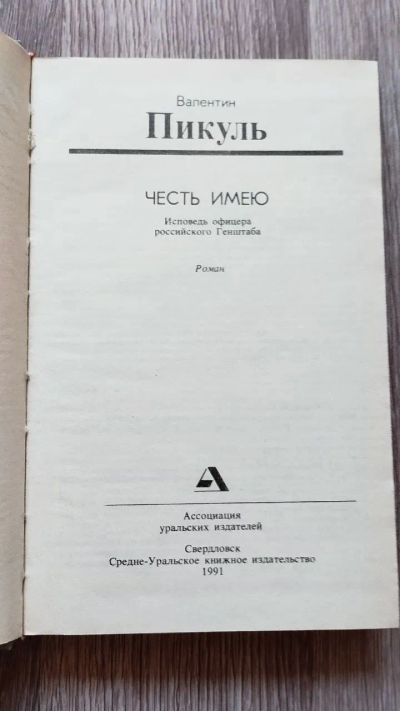 Валентин
Пикуль
ЧЕСТЬ ИМЕЮ
Исповедь офицера
российского Генштаба
Роман
Ассоциация
уральских издателей
Свердловск
Средне-Уральское книжное издательство
1991